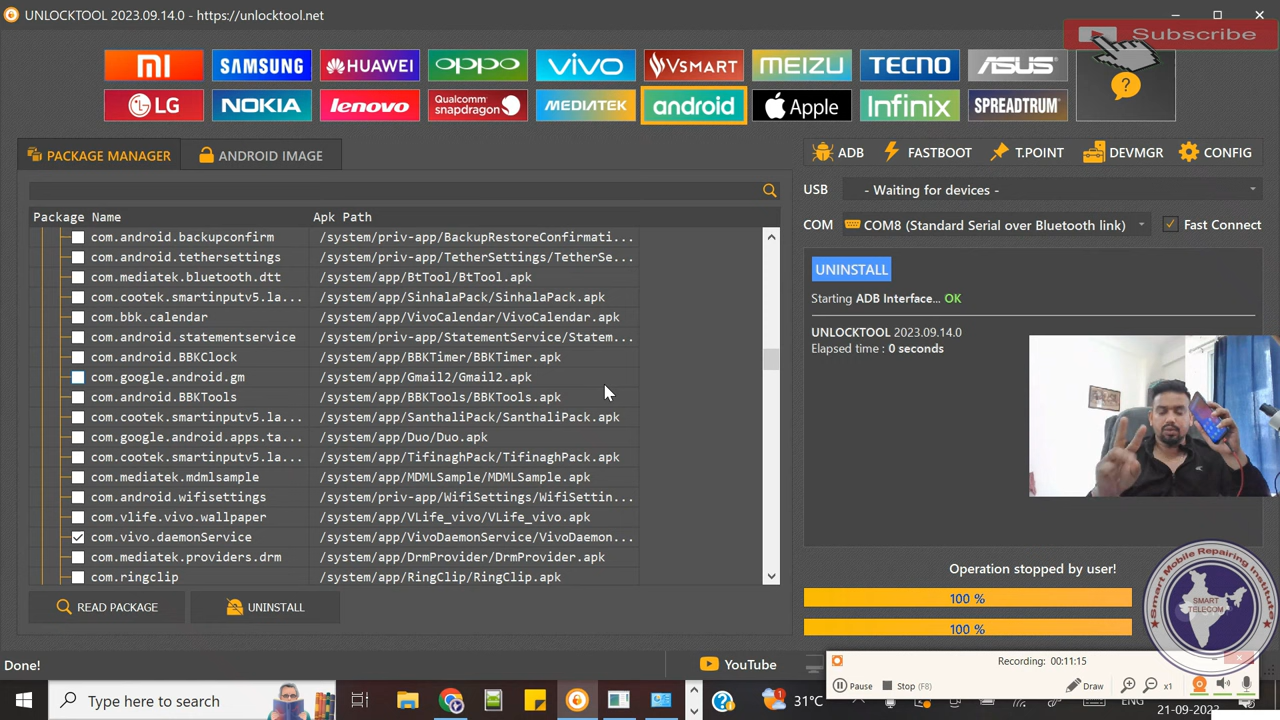 UNLOCKTOOL 2023.09.14.0 - https://unlocktool.net
Subscribe
MI SAMSUNG HUAWEI oppo vivo VSMART MEIZU TECNO ASUS
LG NOKIA lenovo Qualcomm snapdragon MEDIATEK android Apple Infinix SPREADTRUM ?
PACKAGE MANAGER ANDROID IMAGE
ADB FASTBOOT T.POINT DEVMGR CONFIG
USB - Waiting for devices -
COM COM8 (Standard Serial over Bluetooth link) Fast Connect
Package Name Apk Path
com.android.backupconfirm /system/priv-app/BackupRestoreConfirmati...
com.android.tethersettings /system/priv-app/TetherSettings/TetherSe...
com.mediatek.bluetooth.dtt /system/app/BtTool/BtTool.apk
com.cootek.smartinputv5.la... /system/app/SinhalaPack/SinhalaPack.apk
com.bbk.calendar /system/app/VivoCalendar/VivoCalendar.apk
com.android.statementservice /system/priv-app/StatementService/Statem...
com.android.BBKClock /system/app/BBKTimer/BBKTimer.apk
com.google.android.gm /system/app/Gmail2/Gmail2.apk
com.android.BBKTools /system/app/BBKTools/BBKTools.apk
com.cootek.smartinputv5.la... /system/app/SanthaliPack/SanthaliPack.apk
com.google.android.apps.ta... /system/app/Duo/Duo.apk
com.cootek.smartinputv5.la... /system/app/TifinaghPack/TifinaghPack.apk
com.mediatek.mdmlsample /system/app/MDMLSample/MDMLSample.apk
com.android.wifisettings /system/priv-app/WifiSettings/WifiSettin...
com.vlife.vivo.wallpaper /system/app/VLife_vivo/VLife_vivo.apk
com.vivo.daemonService /system/app/VivoDaemonService/VivoDaemon...
com.mediatek.providers.drm /system/app/DrmProvider/DrmProvider.apk
com.ringclip /system/app/RingClip/RingClip.apk
READ PACKAGE UNINSTALL
UNINSTALL
Starting ADB Interface... OK
UNLOCKTOOL 2023.09.14.0
Elapsed time : 0 seconds
Operation stopped by user!
100 %
100 %
Smart Mobile Repairing Institute
SMART TELECOM
Done!
YouTube
Recording: 00:11:15
Pause Stop (F8) Draw x1
Type here to search
31°C
ENG
21-09-2023